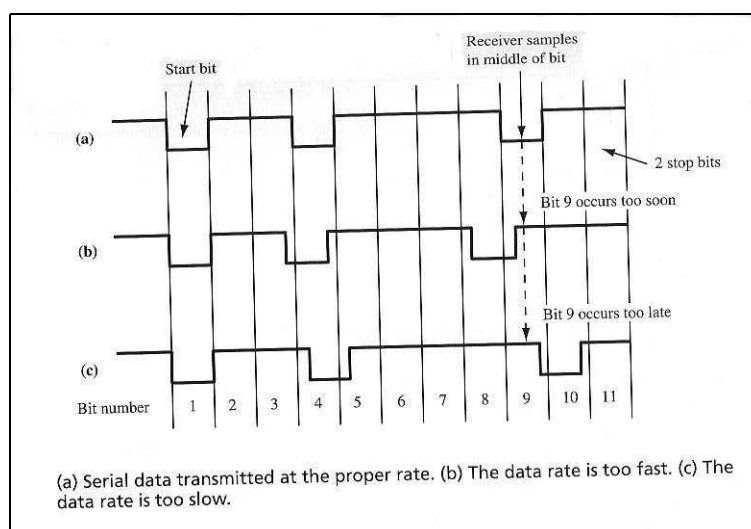 Receiver samples
in middle of bit
Start bit
(a)
2 stop bits
Bit 9 occurs too soon
(b)
Bit 9 occurs too late
(c)
Bit number 1 2 3 4 5 6 7 8 9 10 11
(a) Serial data transmitted at the proper rate. (b) The data rate is too fast. (c) The
data rate is too slow.